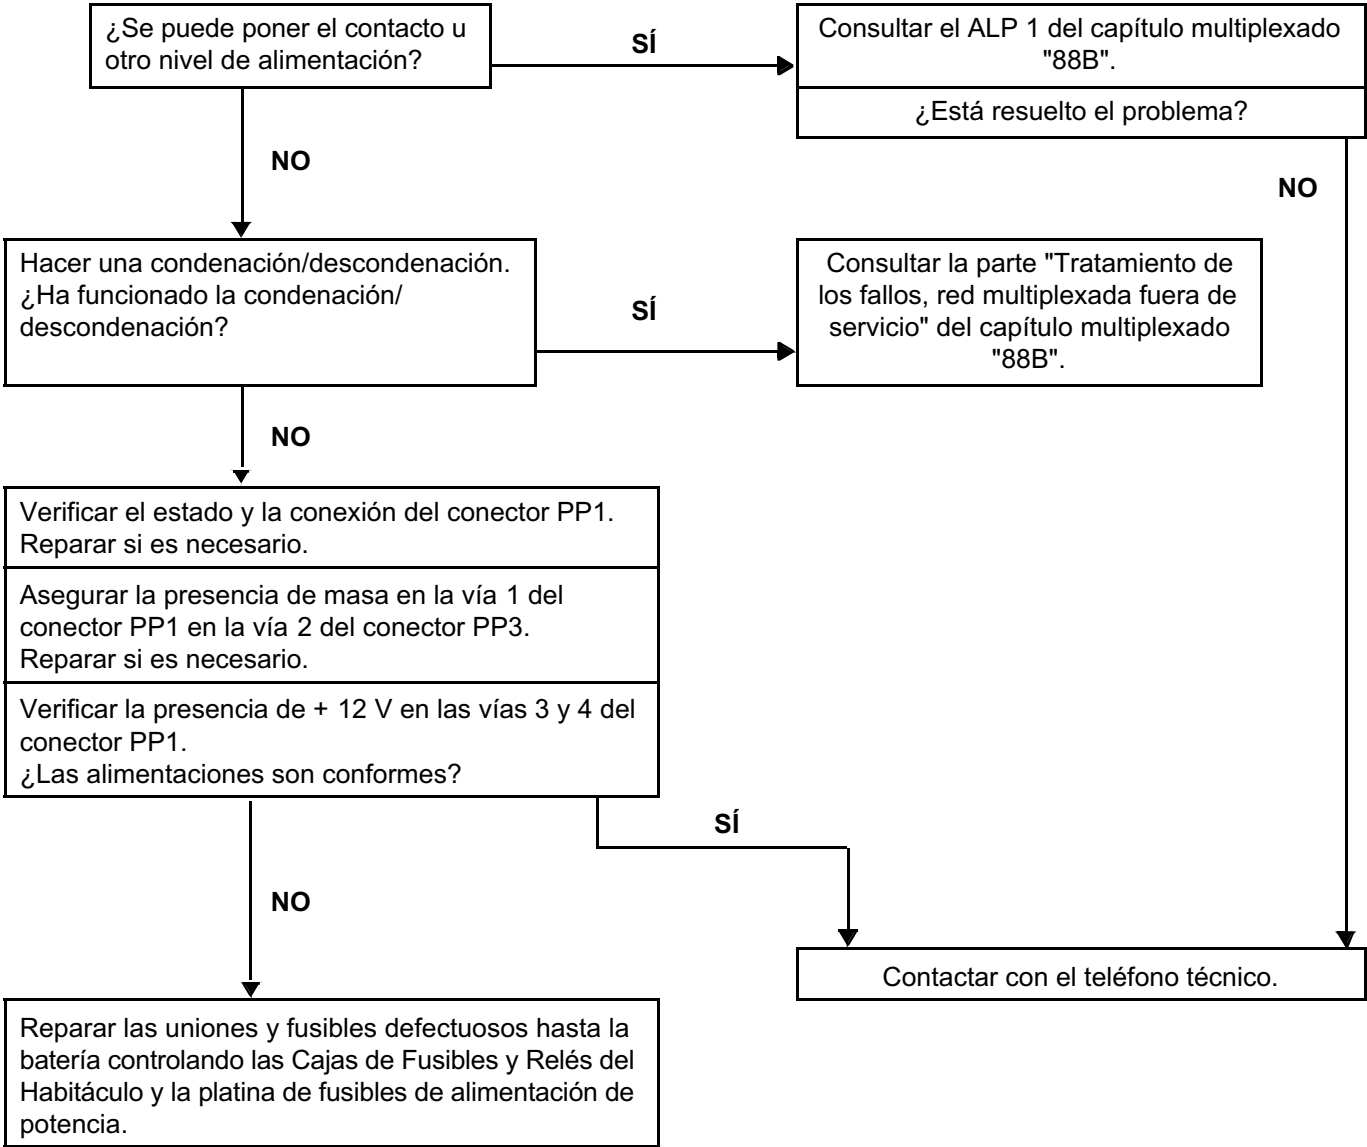 ¿Se puede poner el contacto u
otro nivel de alimentación?
SÍ
Consultar el ALP 1 del capítulo multiplexado
"88B".
¿Está resuelto el problema?
NO
NO
Hacer una condenación/descondenación.
¿Ha funcionado la condenación/
descondenación?
SÍ
Consultar la parte "Tratamiento de
los fallos, red multiplexada fuera de
servicio" del capítulo multiplexado
"88B".
NO
Verificar el estado y la conexión del conector PP1.
Reparar si es necesario.
Asegurar la presencia de masa en la vía 1 del
conector PP1 en la vía 2 del conector PP3.
Reparar si es necesario.
Verificar la presencia de + 12 V en las vías 3 y 4 del
conector PP1.
¿Las alimentaciones son conformes?
SÍ
NO
Contactar con el teléfono técnico.
Reparar las uniones y fusibles defectuosos hasta la
batería controlando las Cajas de Fusibles y Relés del
Habitáculo y la platina de fusibles de alimentación de
potencia.